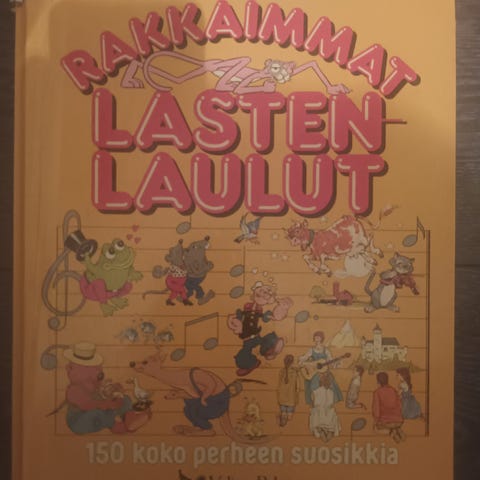 RAKKAIMMAT
LASTEN-
LAULUT
150 koko perheen suosikkia